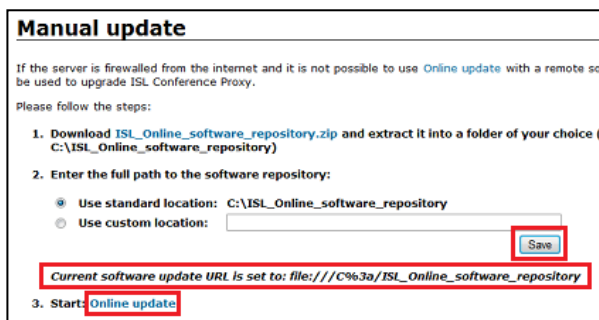 Manual update
If the server is firewalled from the internet and it is not possible to use Online update with a remote
be used to upgrade ISL Conference Proxy.
Please follow the steps:
1. Download ISL_Online_software_repository.zip and extract it into a folder of your choice (
C:\ISL_Online_software_repository)
2. Enter the full path to the software repository:
Use standard location: C:\ISL_Online_software_repository
Use custom location:
Save
Current software update URL is set to: file:///C%3a/ISL_Online_software_repository
3. Start: Online update